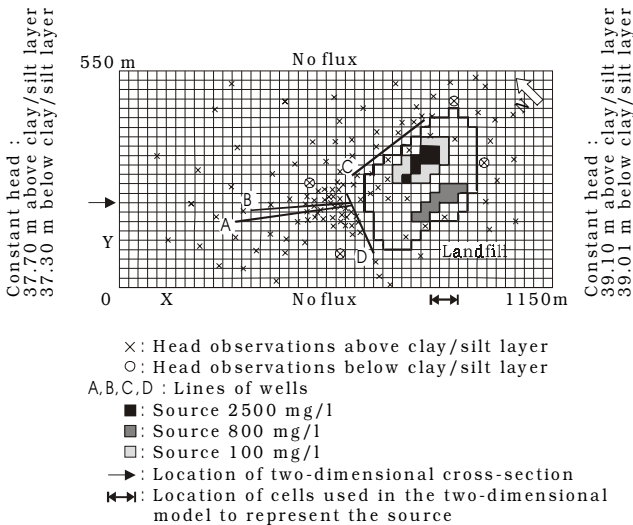 550 m
No flux
Constant head :
37.70 m above clay/silt layer
37.30 m below clay/silt layer
N
C
B
A
Y
D
Landfill
Constant head :
39.10 m above clay/silt layer
39.01 m below clay/silt layer
0
X
No flux
1150m
×: Head observations above clay/silt layer
○: Head observations below clay/silt layer
A,B,C,D : Lines of wells
: Source 2500 mg/l
: Source 800 mg/l
: Source 100 mg/l
: Location of two-dimensional cross-section
: Location of cells used in the two-dimensional
model to represent the source